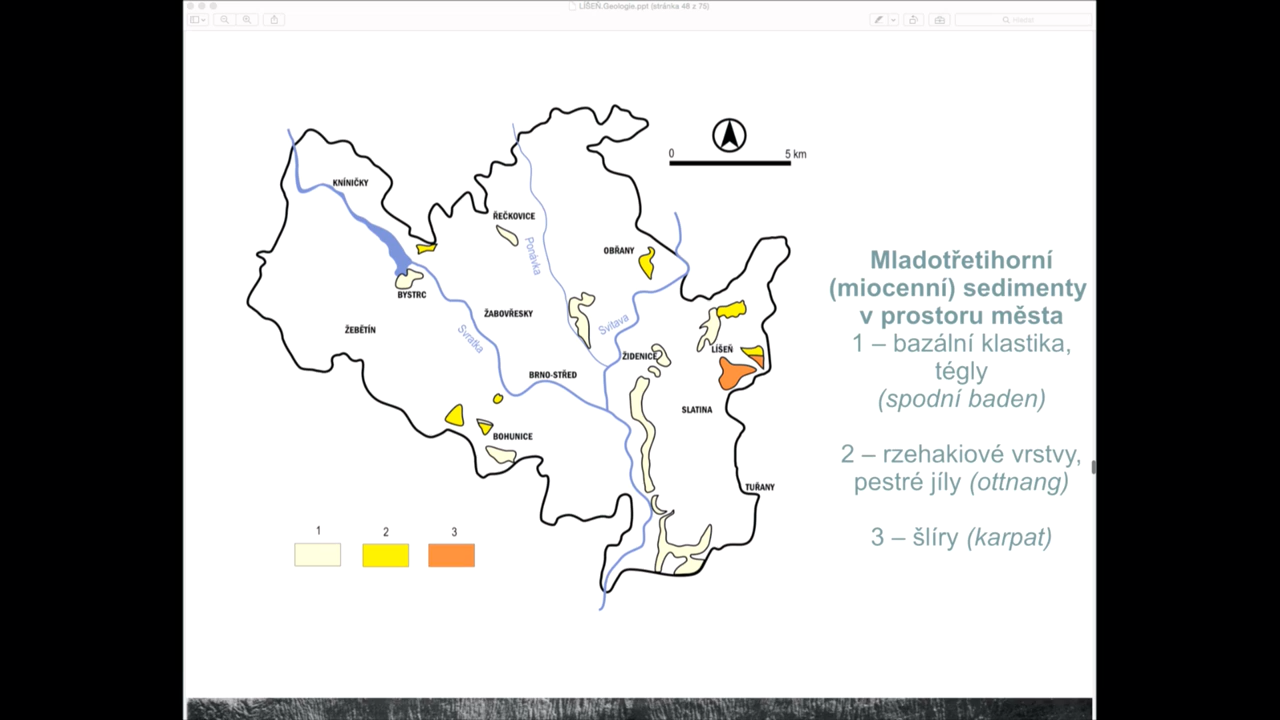 LÍŠEŇ.Geologie.ppt (stránka 48 z 75)
Hledat
0 5 km
KNÍNIČKY
ŘEČKOVICE
Ponávka
OBŘANY
BYSTRC
ŽABOVŘESKY
Svitava
ŽEBĚTÍN
Svratka
LÍŠEŇ
ŽIDENICE
BRNO-STŘED
SLATINA
BOHUNICE
TUŘANY
1 2 3
Mladotřetihorní
(miocenní) sedimenty
v prostoru města
1 – bazální klastika,
tégly
(spodní baden)
2 – rzehakiové vrstvy,
pestré jíly (ottnang)
3 – šlíry (karpat)